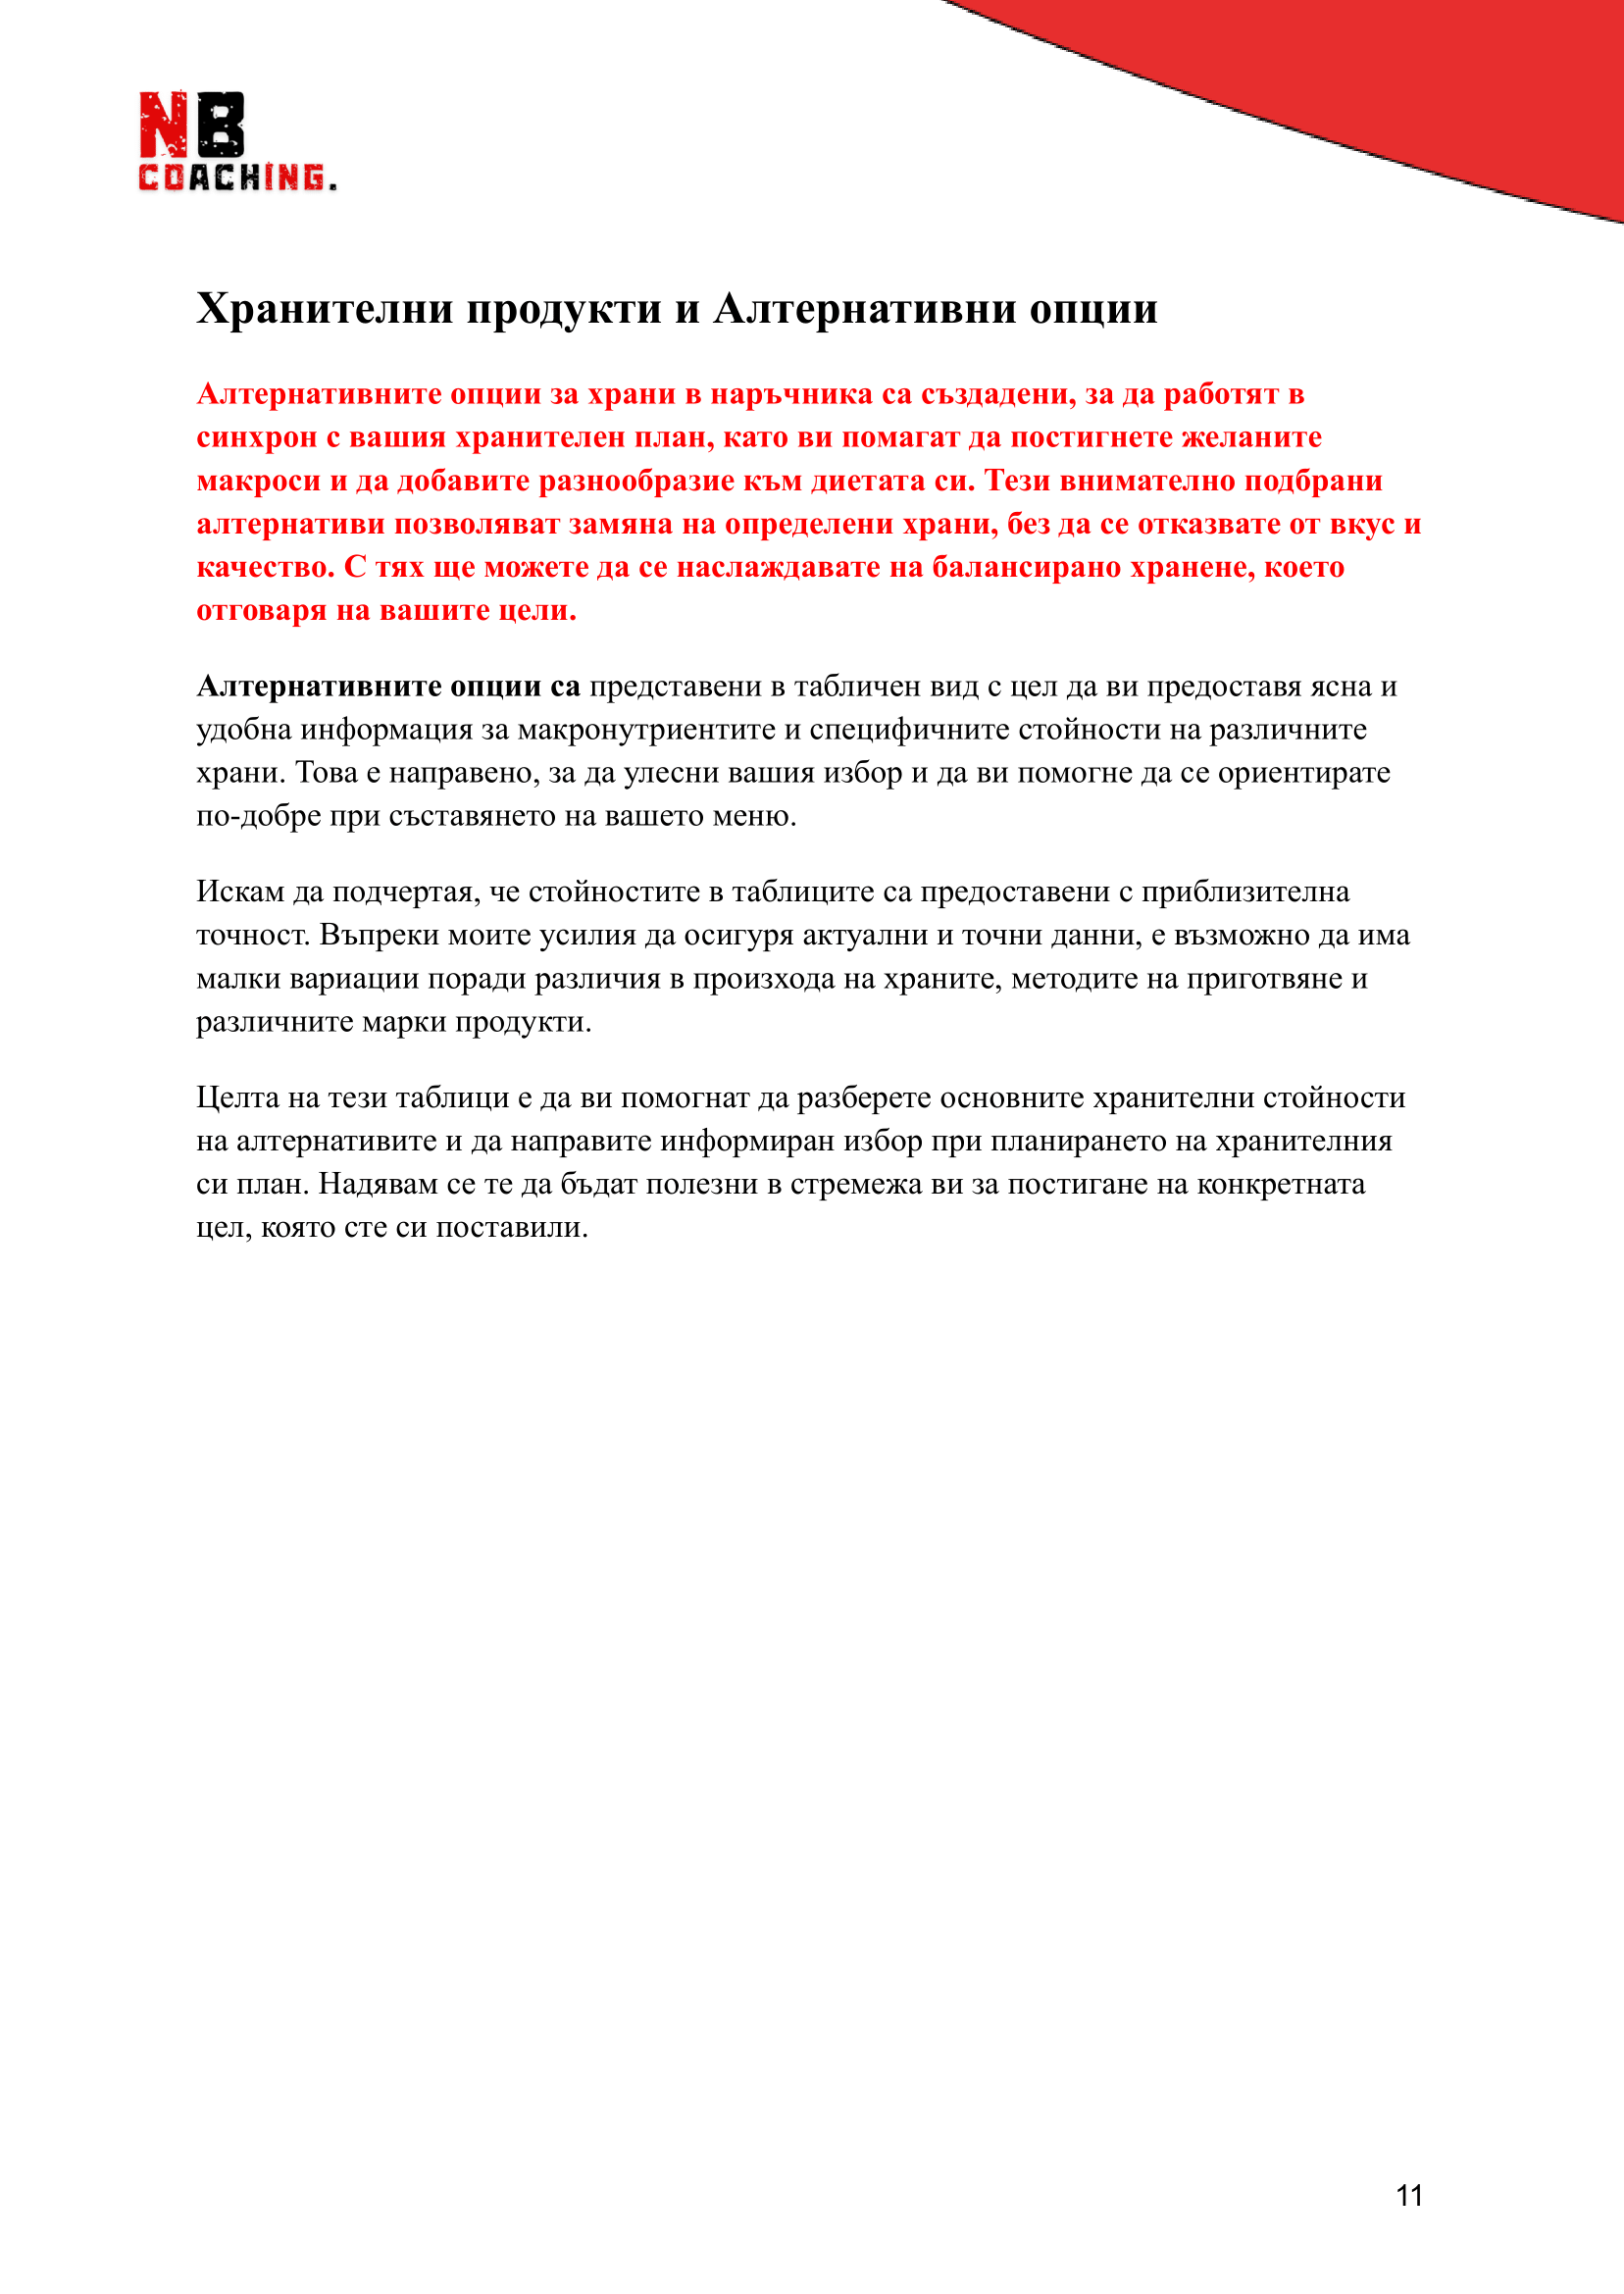 NB
COACHING.
Хранителни продукти и Алтернативни опции
Алтернативните опции за храни в наръчника са създадени, за да работят в
синхрон с вашия хранителен план, като ви помагат да постигнете желаните
макроси и да добавите разнообразие към диетата си. Тези внимателно подбрани
алтернативи позволяват замяна на определени храни, без да се отказвате от вкус и
качество. С тях ще можете да се наслаждавате на балансирано хранене, което
отговаря на вашите цели.
Алтернативните опции са представени в табличен вид с цел да ви предоставя ясна и
удобна информация за макронутриентите и специфичните стойности на различните
храни. Това е направено, за да улесни вашия избор и да ви помогне да се ориентирате
по-добре при съставянето на вашето меню.
Искам да подчертая, че стойностите в таблиците са предоставени с приблизителна
точност. Въпреки моите усилия да осигуря актуални и точни данни, е възможно да има
малки вариации поради различия в произхода на храните, методите на приготвяне и
различните марки продукти.
Целта на тези таблици е да ви помогнат да разберете основните хранителни стойности
на алтернативите и да направите информиран избор при планирането на хранителния
си план. Надявам се те да бъдат полезни в стремежа ви за постигане на конкретната
цел, която сте си поставили.
11